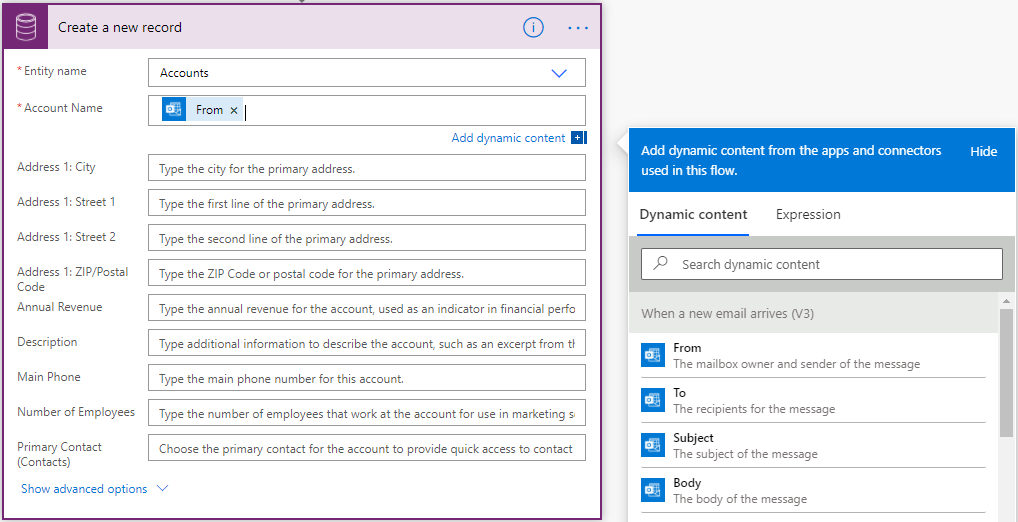 Create a new record
* Entity name
Accounts
* Account Name
From ×
Add dynamic content
Address 1: City
Type the city for the primary address.
Address 1: Street 1
Type the first line of the primary address.
Address 1: Street 2
Type the second line of the primary address.
Address 1: ZIP/Postal
Code
Type the ZIP Code or postal code for the primary address.
Annual Revenue
Type the annual revenue for the account, used as an indicator in financial perfo
Description
Type additional information to describe the account, such as an excerpt from th
Main Phone
Type the main phone number for this account.
Number of Employees
Type the number of employees that work at the account for use in marketing s
Primary Contact
(Contacts)
Choose the primary contact for the account to provide quick access to contact
Show advanced options
Add dynamic content from the apps and connectors
used in this flow.
Hide
Dynamic content
Expression
Search dynamic content
When a new email arrives (V3)
From
The mailbox owner and sender of the message
To
The recipients for the message
Subject
The subject of the message
Body
The body of the message